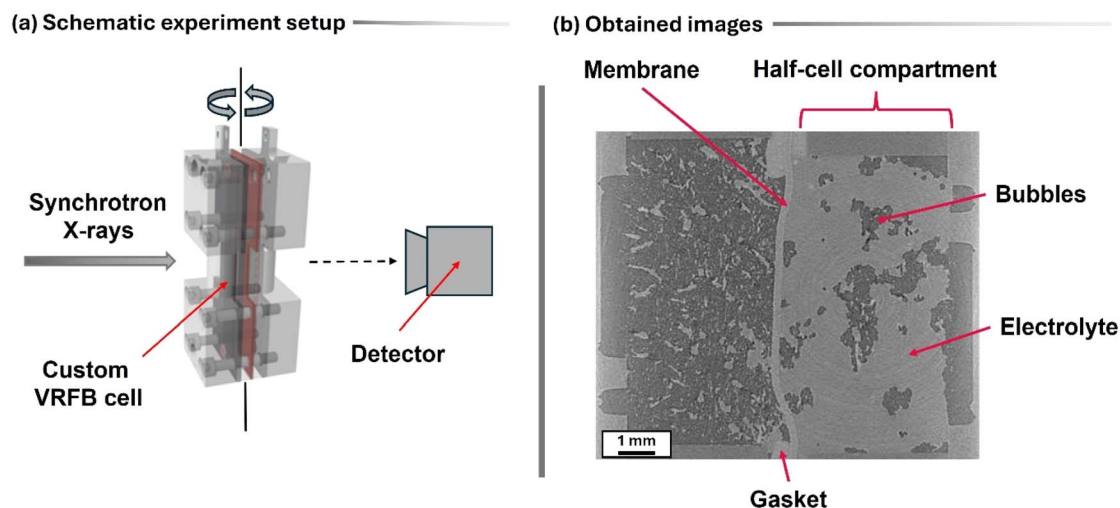 (a) Schematic experiment setup
Synchrotron
X-rays
Custom
VRFB cell
Detector
(b) Obtained images
Membrane
Half-cell compartment
Bubbles
Electrolyte
1 mm
Gasket